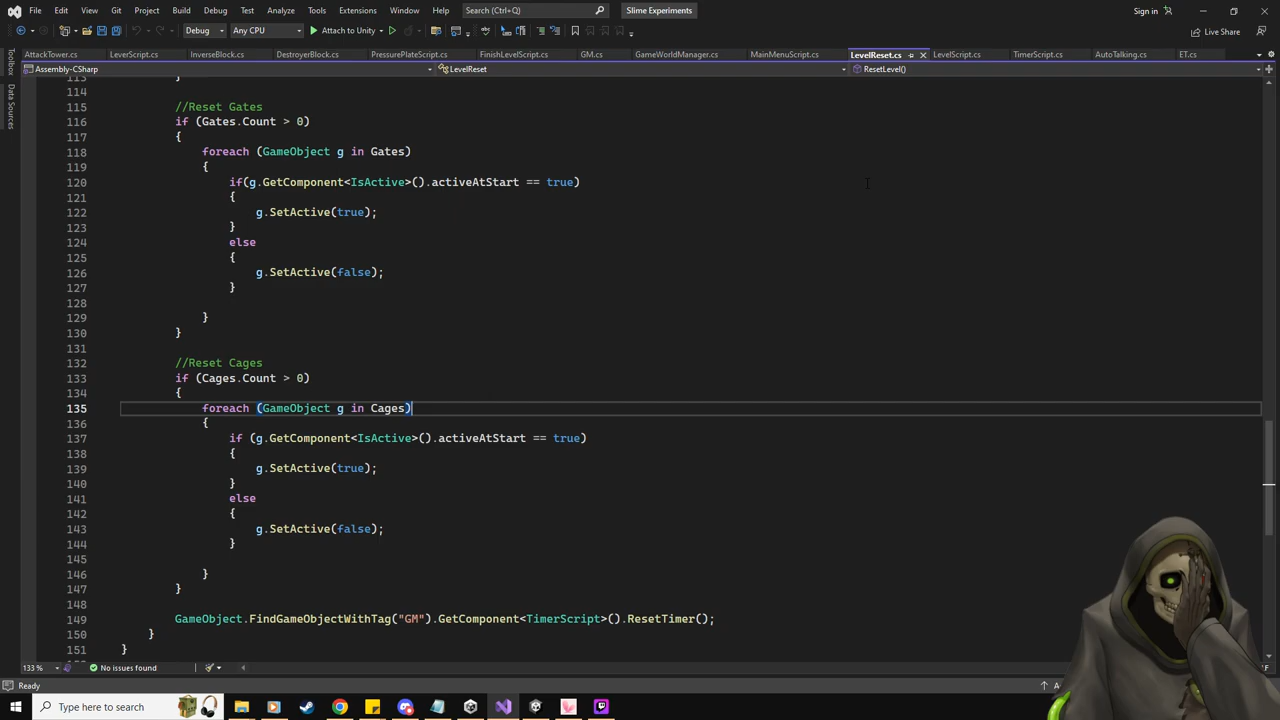 File Edit View Git Project Build Debug Test Analyze Tools Extensions Window Help Search (Ctrl+Q) Slime Experiments Sign in
Debug Any CPU Attach to Unity Live Share
AttackTower.cs LeverScript.cs InverseBlock.cs DestroyerBlock.cs PressurePlateScript.cs FinishLevelScript.cs GM.cs GameWorldManager.cs MainMenuScript.cs LevelReset.cs LevelScript.cs TimerScript.cs AutoTalking.cs ET.cs
Toolbox
Data Sources
Assembly-CSharp LevelReset ResetLevel()
113 }
114
115 //Reset Gates
116 if (Gates.Count > 0)
117 {
118 foreach (GameObject g in Gates)
119 {
120 if(g.GetComponent<IsActive>().activeAtStart == true)
121 {
122 g.SetActive(true);
123 }
124 else
125 {
126 g.SetActive(false);
127 }
128
129 }
130 }
131
132 //Reset Cages
133 if (Cages.Count > 0)
134 {
135 foreach (GameObject g in Cages)
136 {
137 if (g.GetComponent<IsActive>().activeAtStart == true)
138 {
139 g.SetActive(true);
140 }
141 else
142 {
143 g.SetActive(false);
144 }
145
146 }
147 }
148
149 GameObject.FindGameObjectWithTag("GM").GetComponent<TimerScript>().ResetTimer();
150 }
151 }
133 % No issues found
Ready
Type here to search